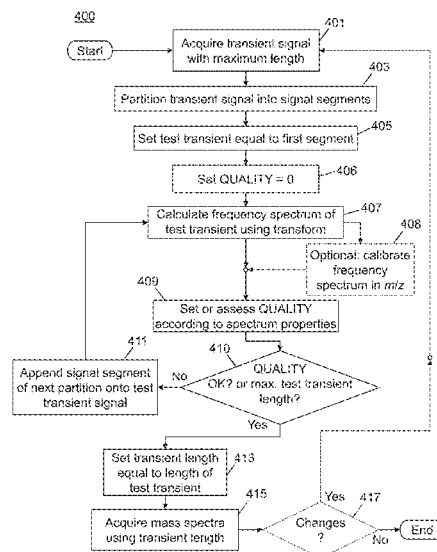 400
401
Start
Acquire transient signal
with maximum length
403
Partition transient signal into signal segments
405
Set test transient equal to first segment
406
Set QUALITY = 0
407
Calculate frequency spectrum of
test transient using transform
408
Optional: calibrate
frequency
spectrum in m/z
409
Set or assess QUALITY
according to spectrum properties
410
411
QUALITY
OK? or max. test transient
length?
No
Append signal segment
of next partition onto test
transient signal
Yes
413
Set transient length
equal to length of
test transient
415
Yes
417
Acquire mass spectra
using transient length
Changes
?
No
End